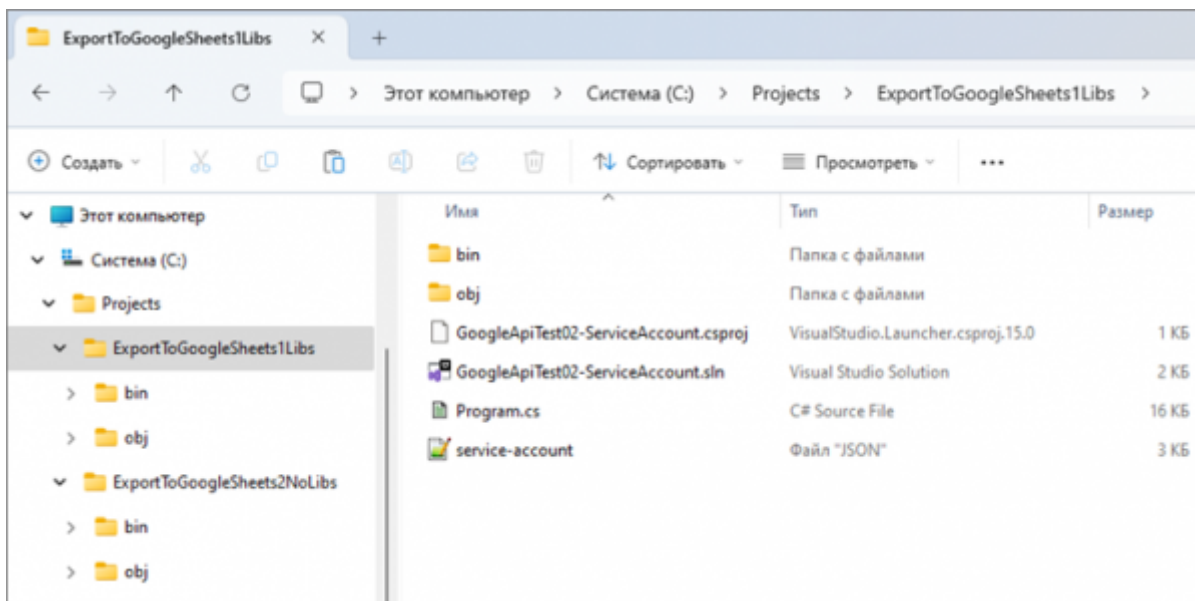 ExportToGoogleSheets1Libs
Этот компьютер > Система (C:) > Projects > ExportToGoogleSheets1Libs >
Создать Сортировать Просмотреть ...
Этот компьютер
Система (C:)
Projects
ExportToGoogleSheets1Libs
bin
obj
ExportToGoogleSheets2NoLibs
bin
obj
Имя Тип Размер
bin Папка с файлами
obj Папка с файлами
GoogleApiTest02-ServiceAccount.csproj VisualStudio.Launcher.csproj.15.0 1 КБ
GoogleApiTest02-ServiceAccount.sln Visual Studio Solution 2 КБ
Program.cs C# Source File 16 КБ
service-account Файл "JSON" 3 КБ